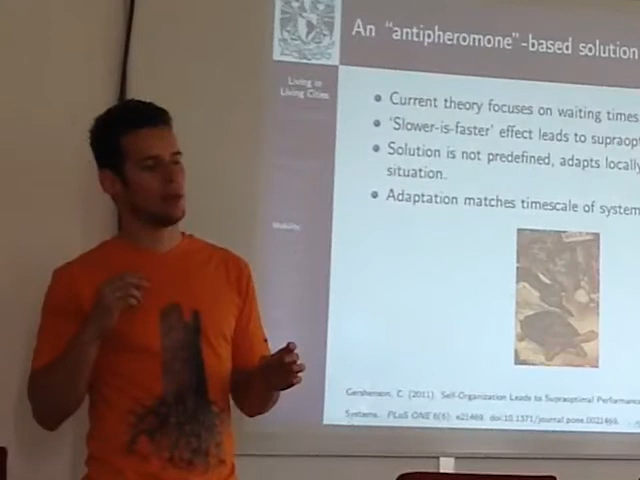 An "antipheromone"-based solution
Living in
Living Cities
Current theory focuses on waiting times
'Slower-is-faster' effect leads to supraopt
Solution is not predefined, adapts locally
situation.
Adaptation matches timescale of system
Mobility
Gershenson, C. (2011). Self-Organization Leads to Supraoptimal Performance
Systems. PLoS ONE 6(6): e21469. doi:10.1371/journal.pone.0021469.